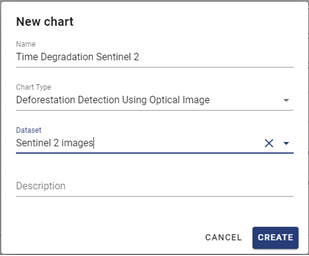 New chart
Name
Time Degradation Sentinel 2
Chart Type
Deforestation Detection Using Optical Image
Dataset
Sentinel 2 images
Description
CANCEL CREATE